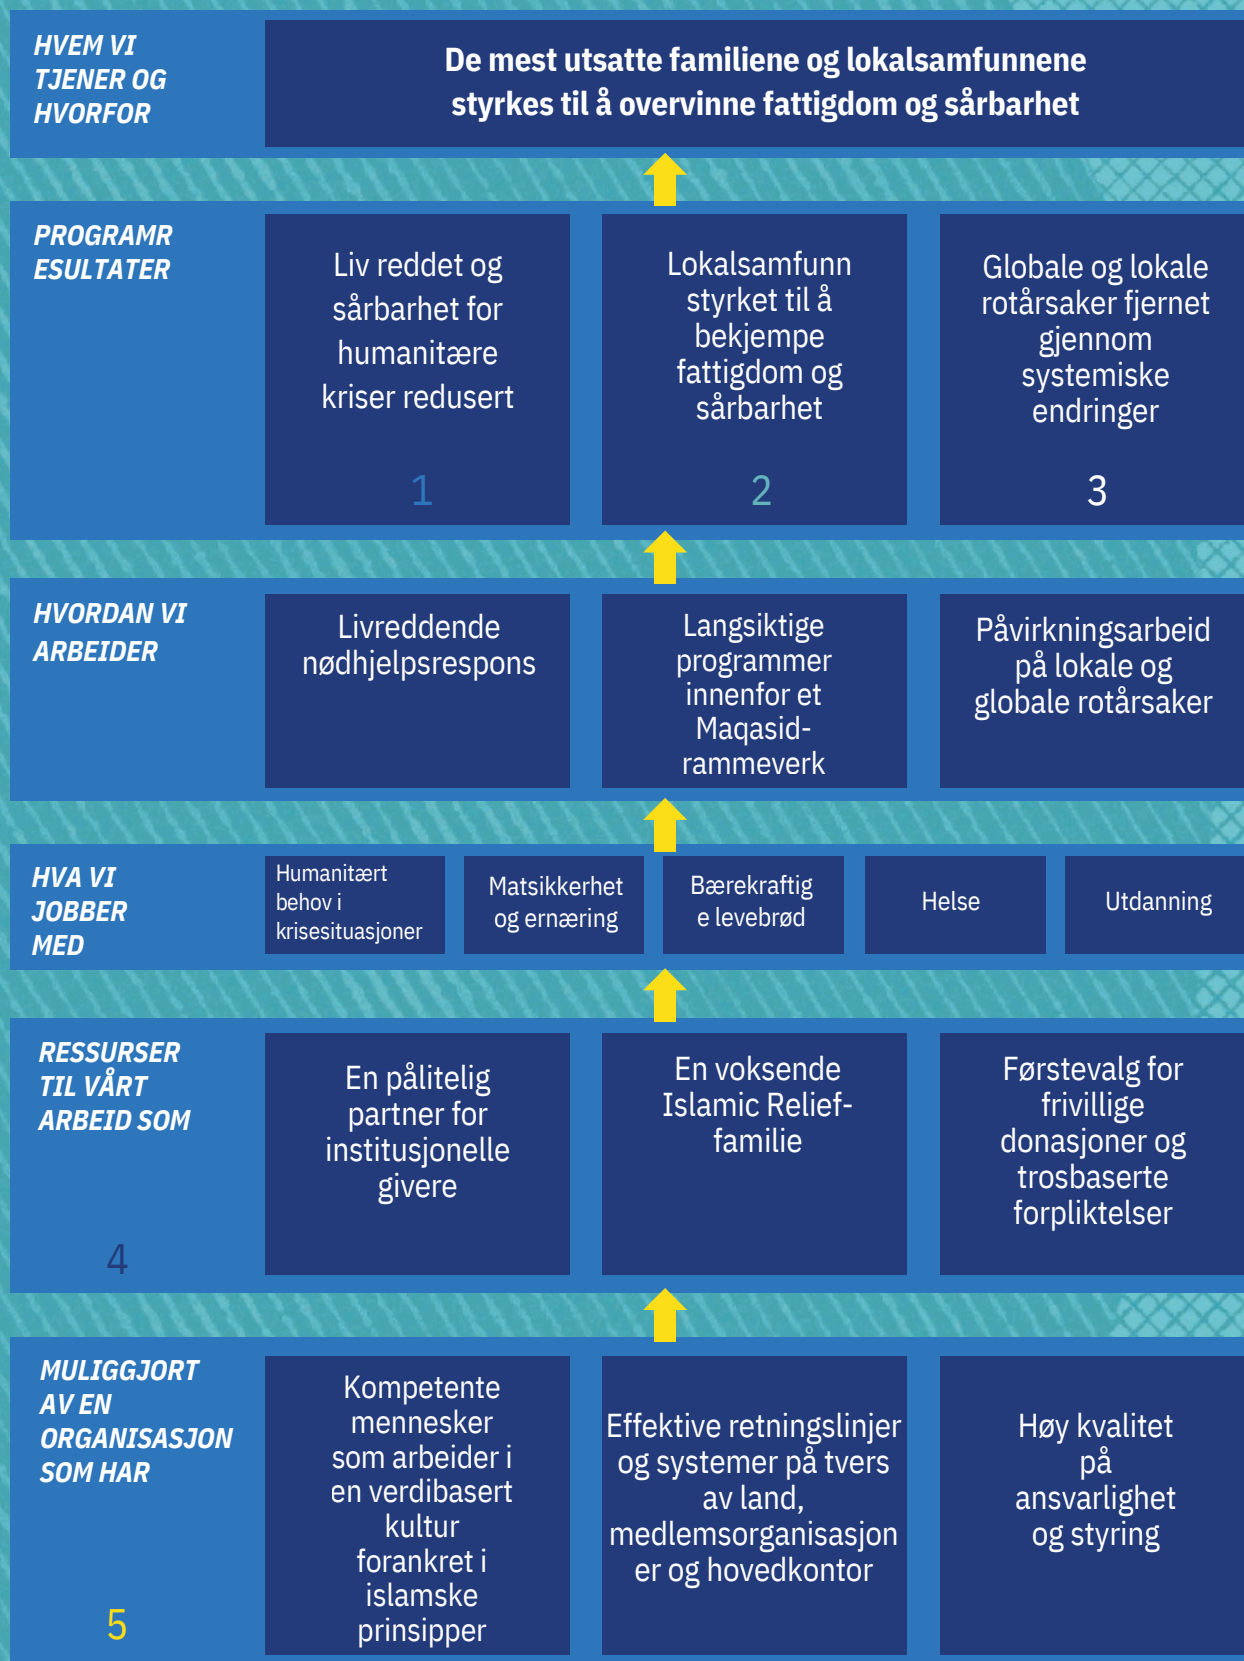 HVEM VI
TJENER OG
HVORFOR
De mest utsatte familiene og lokalsamfunnene
styrkes til å overvinne fattigdom og sårbarhet
PROGRAMR
ESULTATER
Liv reddet og
sårbarhet for
humanitære
kriser redusert
1
Lokalsamfunn
styrket til å
bekjempe
fattigdom og
sårbarhet
2
Globale og lokale
rotårsaker fjernet
gjennom
systemiske
endringer
3
HVORDAN VI
ARBEIDER
Livreddende
nødhjelpsrespons
Langsiktige
programmer
innenfor et
Maqasid-
rammeverk
Påvirkningsarbeid
på lokale og
globale rotårsaker
HVA VI
JOBBER
MED
Humanitært
behov i
krisesituasjoner
Matsikkerhet
og ernæring
Bærekraftig
e levebrød
Helse
Utdanning
RESSURSER
TIL VÅRT
ARBEID SOM
4
En pålitelig
partner for
institusjonelle
givere
En voksende
Islamic Relief-
familie
Førstevalg for
frivillige
donasjoner og
trosbaserte
forpliktelser
MULIGGJORT
AV EN
ORGANISASJON
SOM HAR
5
Kompetente
mennesker
som arbeider i
en verdibasert
kultur
forankret i
islamske
prinsipper
Effektive retningslinjer
og systemer på tvers
av land,
medlemsorganisasjon
er og hovedkontor
Høy kvalitet
på
ansvarlighet
og styring